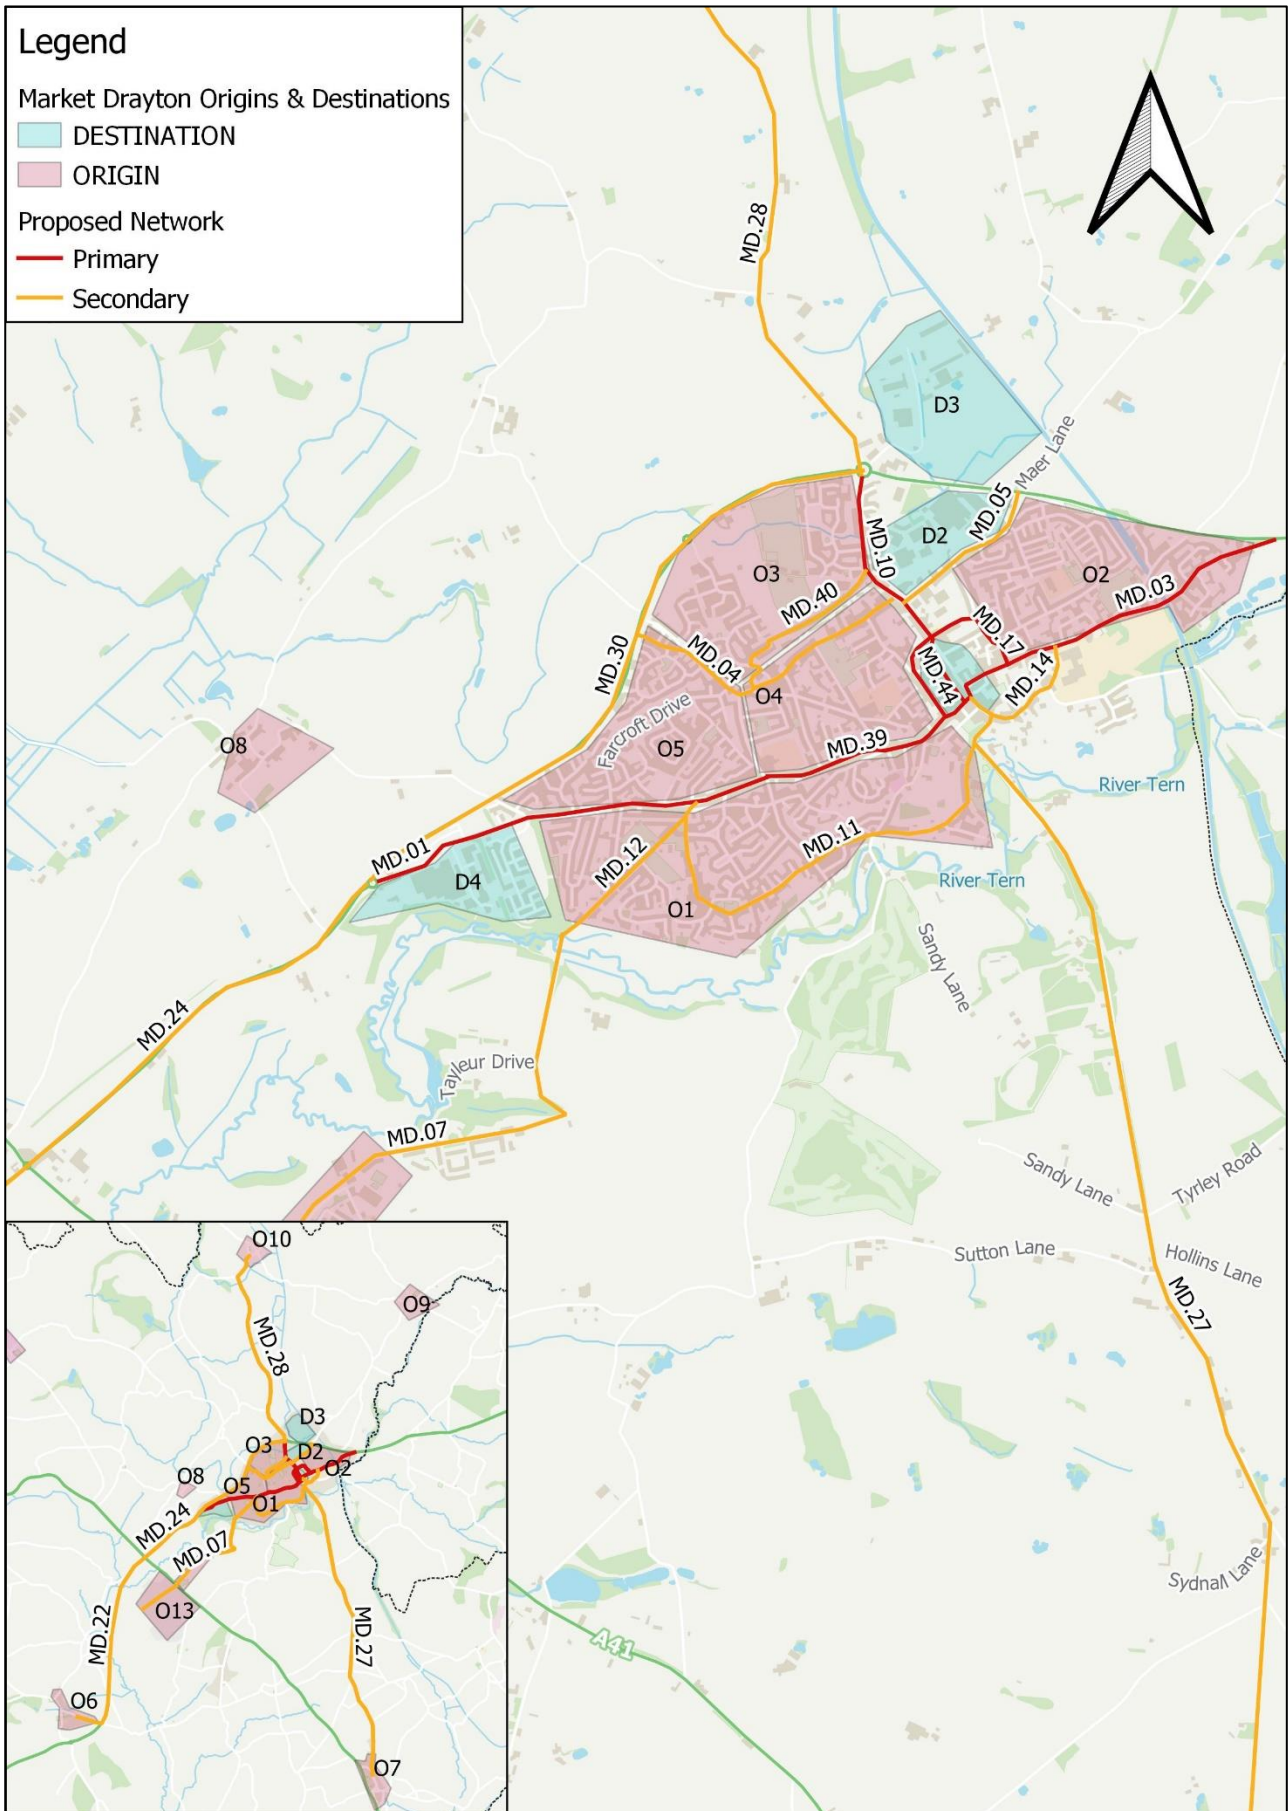 Legend
Market Drayton Origins & Destinations
DESTINATION
ORIGIN
Proposed Network
Primary
Secondary
MD.28
D3
Maer Lane
MD.05
D2
MD.10
O3
O2
MD.40
MD.03
MD.17
MD.30
MD.04
MD.44
MD.14
O4
Farcroft Drive
O5
MD.39
O8
River Tern
MD.01
MD.12
MD.11
D4
River Tern
O1
Sandy Lane
MD.24
Tayleur Drive
MD.07
Sandy Lane
Tyrley Road
Sutton Lane
Hollins Lane
MD.27
Sydnall Lane
A41
O10
O9
MD.28
D3
O3
D2
O2
O8
O5
O1
MD.24
MD.07
O13
MD.22
MD.27
O6
O7